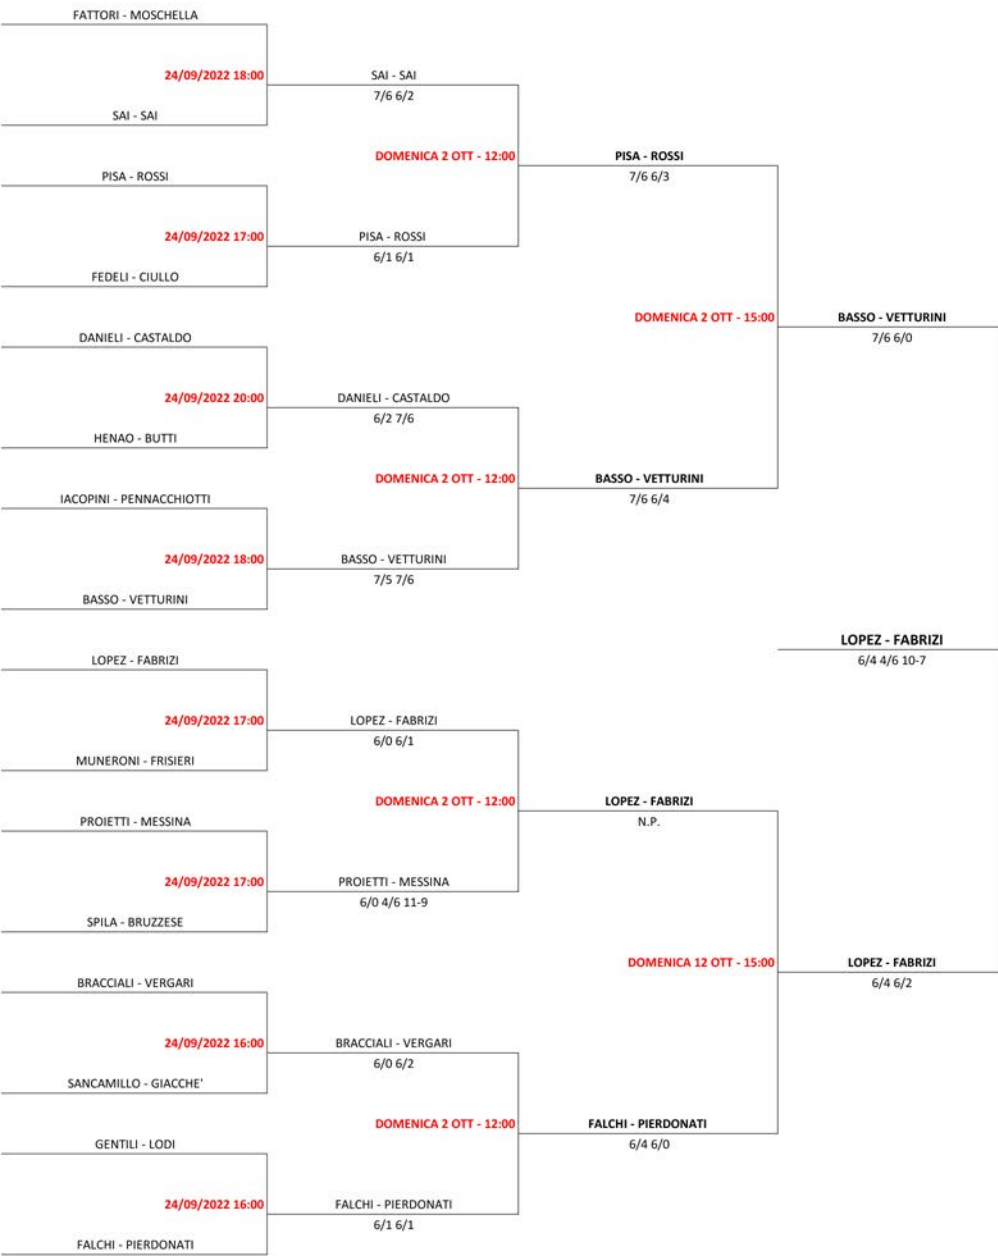 FATTORI - MOSCHELLA
24/09/2022 18:00
SAI - SAI
7/6 6/2
SAI - SAI
DOMENICA 2 OTT - 12:00
PISA - ROSSI
7/6 6/3
PISA - ROSSI
24/09/2022 17:00
PISA - ROSSI
6/1 6/1
FEDELI - CIULLO
DOMENICA 2 OTT - 15:00
BASSO - VETTURINI
7/6 6/0
DANIELI - CASTALDO
24/09/2022 20:00
DANIELI - CASTALDO
6/2 7/6
HENAO - BUTTI
DOMENICA 2 OTT - 12:00
BASSO - VETTURINI
7/6 6/4
IACOPINI - PENNACCHIOTTI
24/09/2022 18:00
BASSO - VETTURINI
7/5 7/6
BASSO - VETTURINI
LOPEZ - FABRIZI
6/4 4/6 10-7
LOPEZ - FABRIZI
24/09/2022 17:00
LOPEZ - FABRIZI
6/0 6/1
MUNERONI - FRISIERI
DOMENICA 2 OTT - 12:00
LOPEZ - FABRIZI
N.P.
PROIETTI - MESSINA
24/09/2022 17:00
PROIETTI - MESSINA
6/0 4/6 11-9
SPILA - BRUZZESE
DOMENICA 12 OTT - 15:00
LOPEZ - FABRIZI
6/4 6/2
BRACCIALI - VERGARI
24/09/2022 16:00
BRACCIALI - VERGARI
6/0 6/2
SANCAMILLO - GIACCHE'
DOMENICA 2 OTT - 12:00
FALCHI - PIERDONATI
6/4 6/0
GENTILI - LODI
24/09/2022 16:00
FALCHI - PIERDONATI
6/1 6/1
FALCHI - PIERDONATI